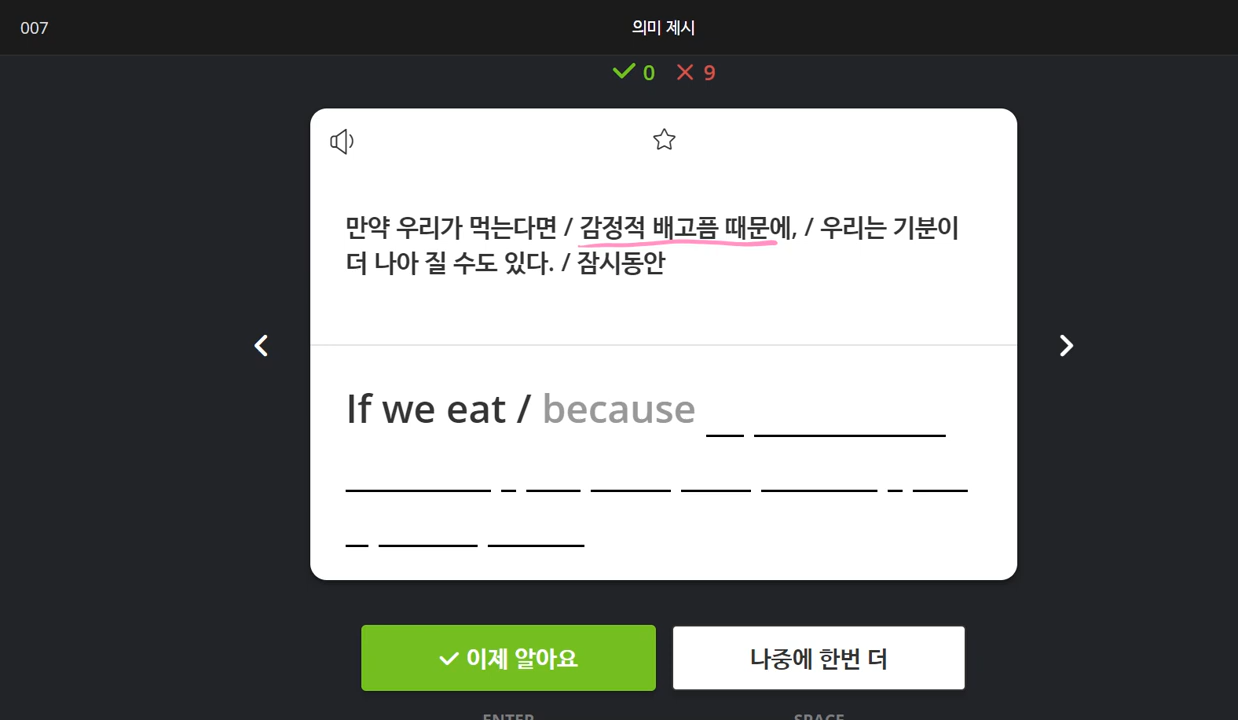 007
의미 제시
0 9
만약 우리가 먹는다면 / 감정적 배고픔 때문에, / 우리는 기분이
더 나아 질 수도 있다. / 잠시동안
If we eat / because
이제 알아요
나중에 한번 더
ENTER
SPACE